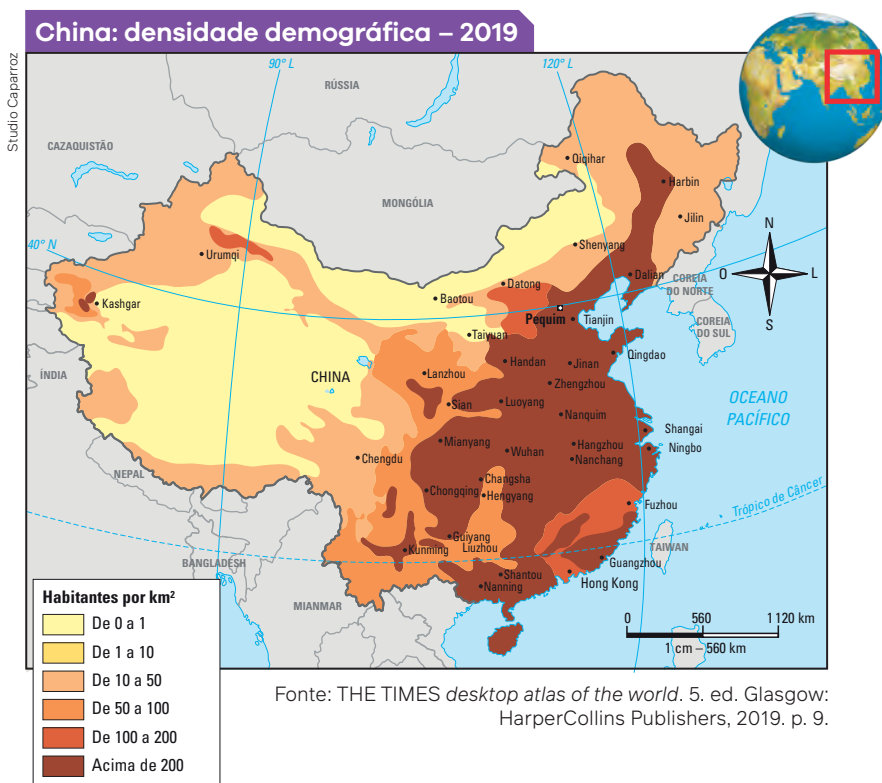 China: densidade demográfica – 2019
Studio Caparroz
90° L
120° L
RÚSSIA
CAZAQUISTÃO
MONGÓLIA
Qiqihar
Harbin
Jilin
40° N
Urumqi
Shenyang
N
O
L
S
Kashgar
Datong
Dalian
COREIA
DO NORTE
Baotou
Pequim
Tianjin
COREIA
DO SUL
Taiyuan
Qingdao
Handan
Jinan
ÍNDIA
CHINA
Lanzhou
Zhengzhou
OCEANO
PACÍFICO
Sian
Luoyang
Nanquim
Shangai
Mianyang
Wuhan
Hangzhou
Ningbo
Chengdu
Nanchang
NEPAL
Changsha
Chongqing
Hengyang
Fuzhou
Trópico de Câncer
Guiyang
Liuzhou
TAIWAN
Kunming
BANGLADESH
Guangzhou
Shantou
Hong Kong
Nanning
MIANMAR
Habitantes por km²
De 0 a 1
De 1 a 10
De 10 a 50
De 50 a 100
De 100 a 200
Acima de 200
0 560 1 120 km
1 cm – 560 km
Fonte: THE TIMES desktop atlas of the world. 5. ed. Glasgow:
HarperCollins Publishers, 2019. p. 9.